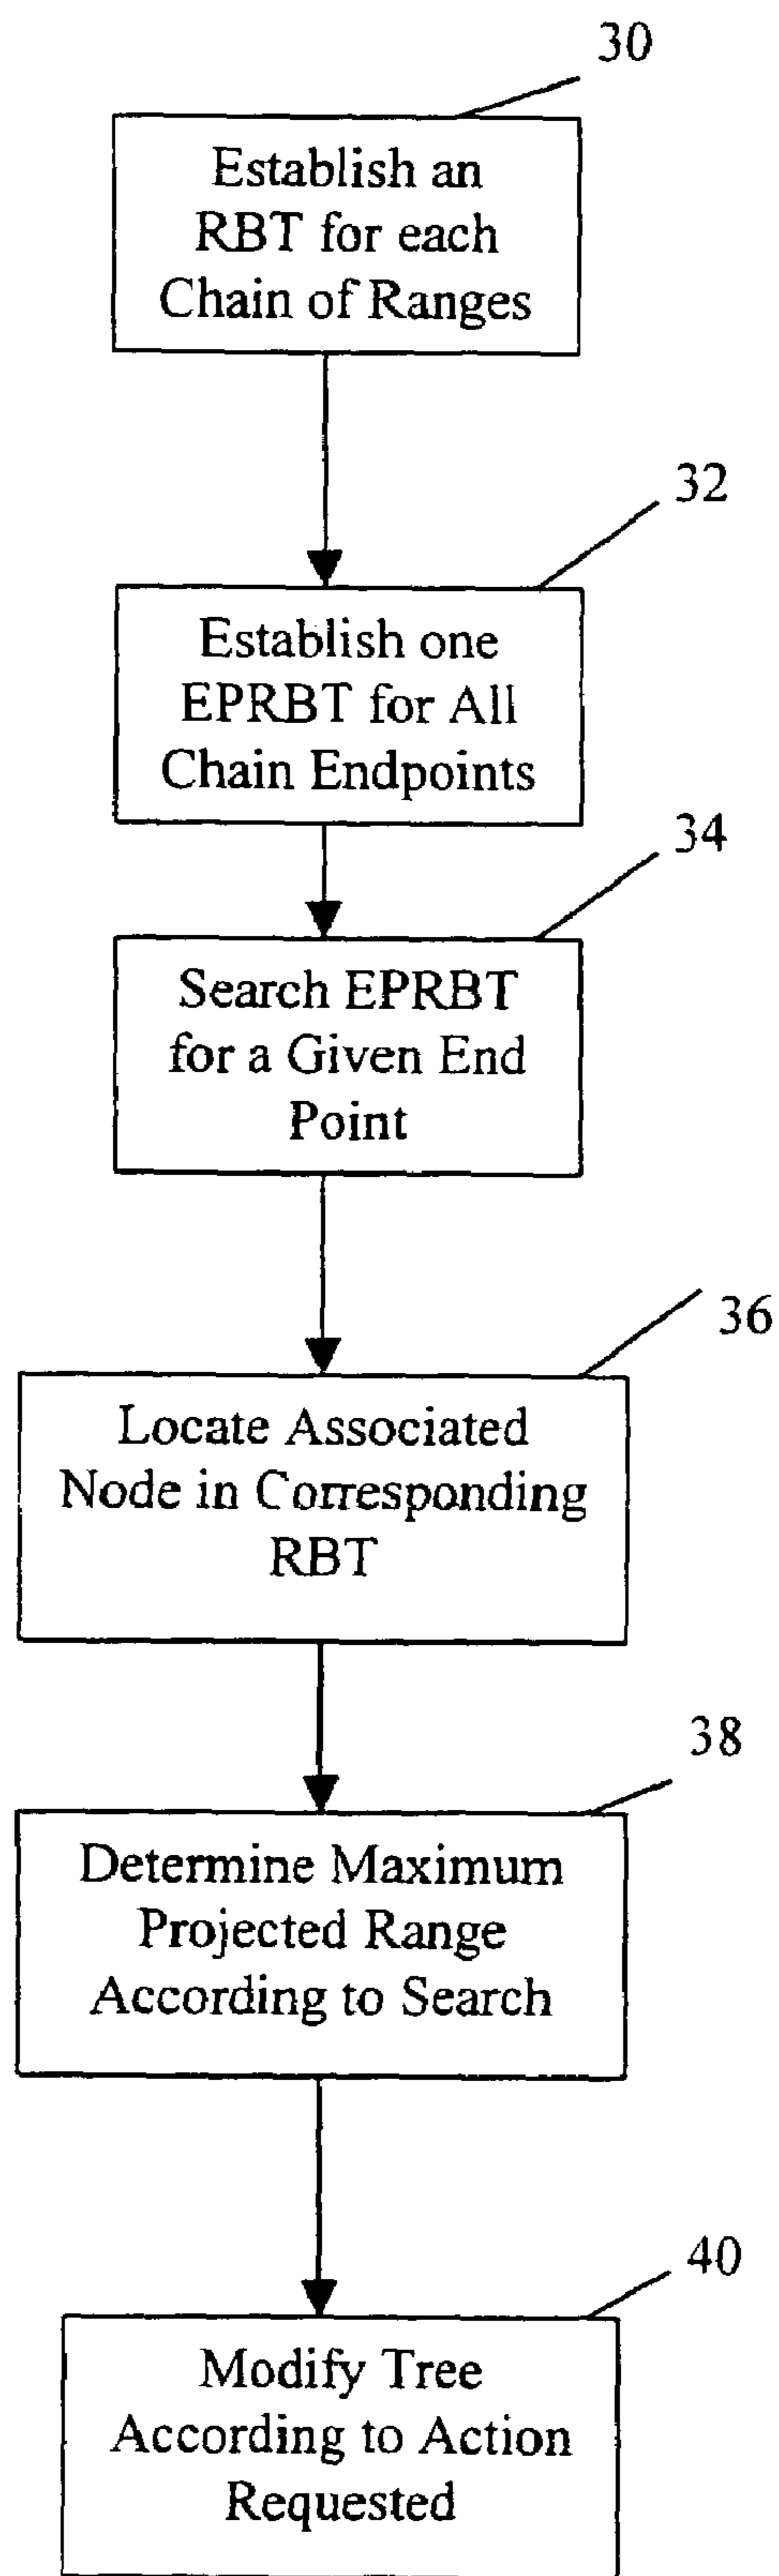 30
Establish an
RBT for each
Chain of Ranges
32
Establish one
EPRBT for All
Chain Endpoints
34
Search EPRBT
for a Given End
Point
36
Locate Associated
Node in Corresponding
RBT
38
Determine Maximum
Projected Range
According to Search
40
Modify Tree
According to Action
Requested